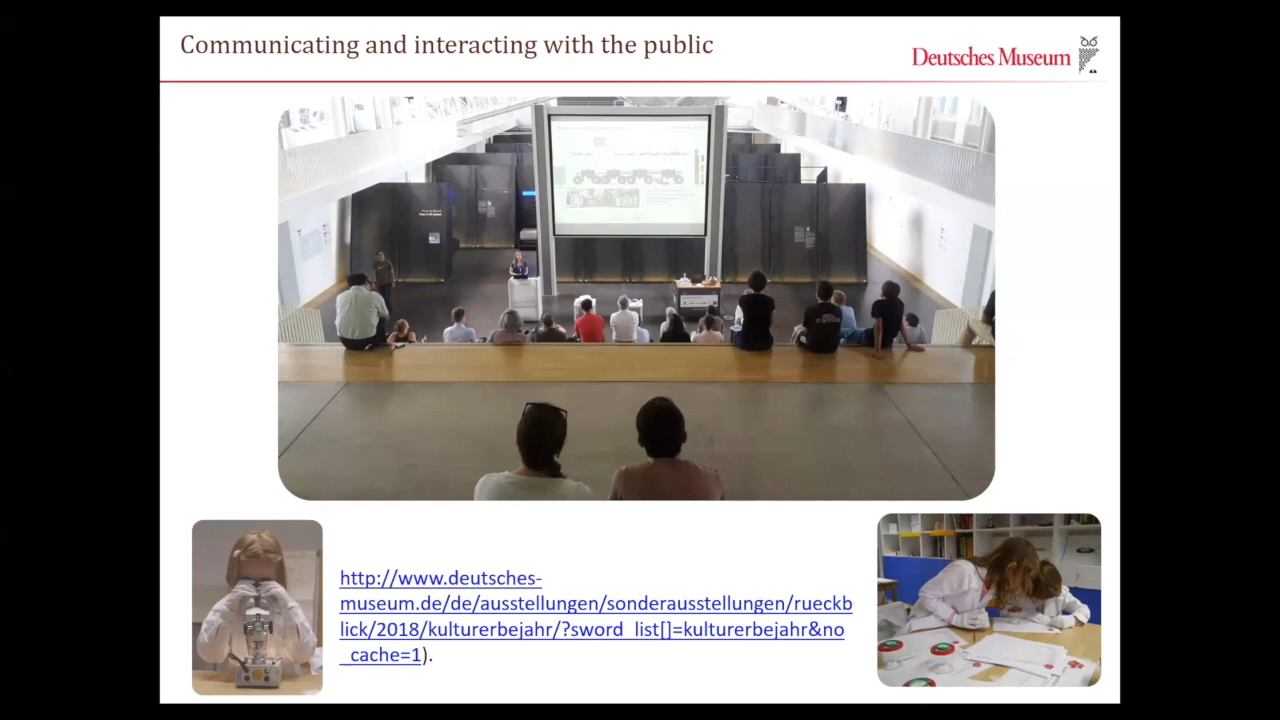 Communicating and interacting with the public
Deutsches Museum
http://www.deutsches-
museum.de/de/ausstellungen/sonderausstellungen/rueckb
lick/2018/kulturerbejahr/?sword_list[]=kulturerbejahr&no
_cache=1).